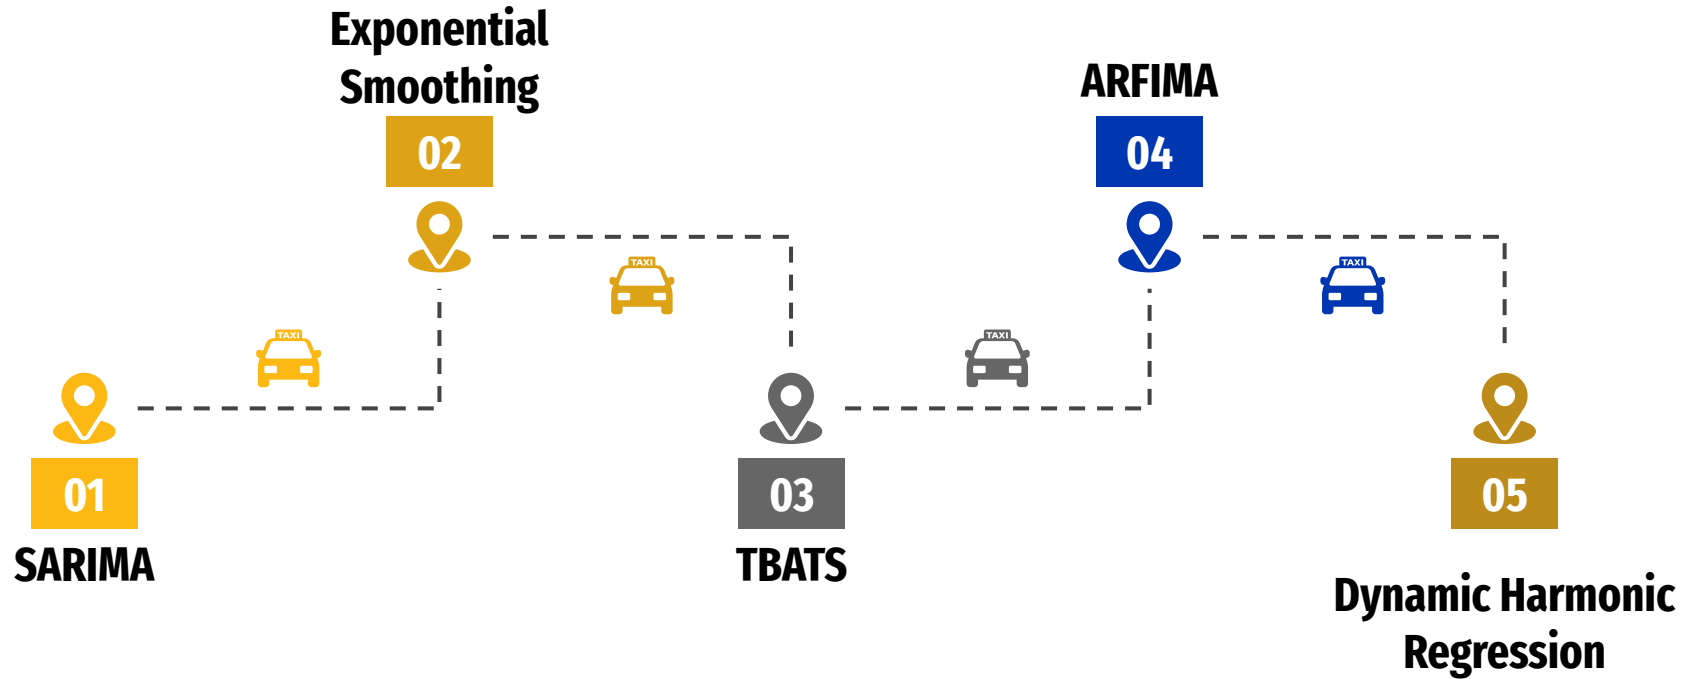 Exponential
Smoothing
02
ARFIMA
04
TAXI
TAXI
TAXI
TAXI
01
SARIMA
03
TBATS
05
Dynamic Harmonic
Regression